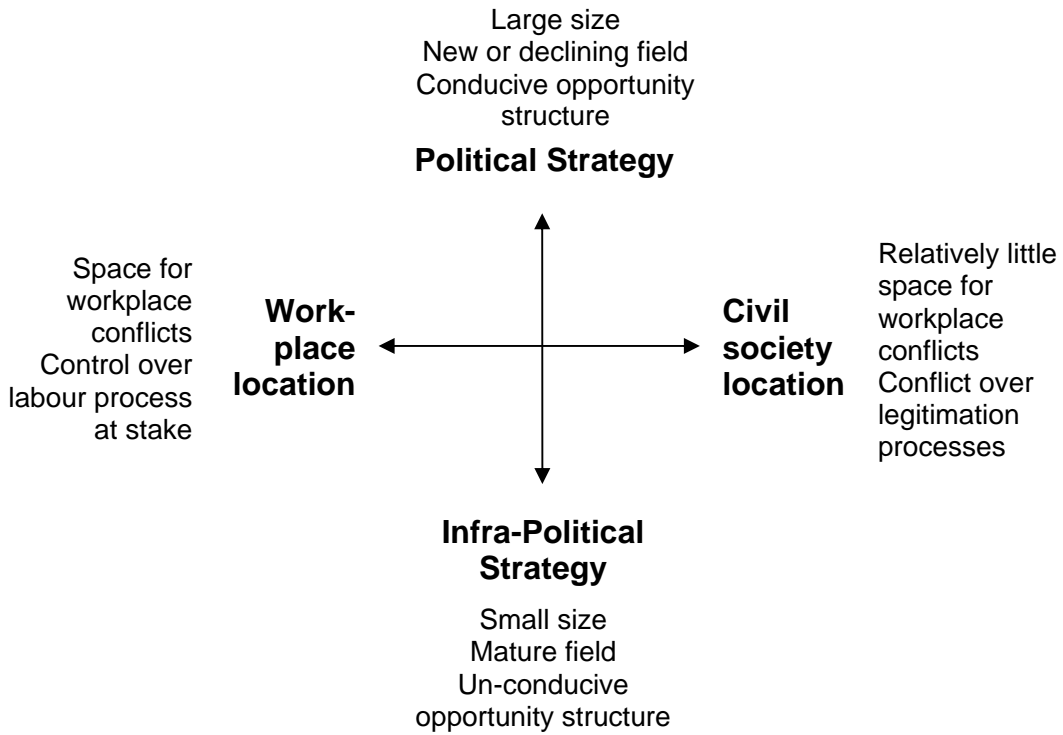 Large size
New or declining field
Conducive opportunity
structure
Political Strategy
Space for
workplace
conflicts
Control over
labour process
at stake
Work-
place
location
Civil
society
location
Relatively little
space for
workplace
conflicts
Conflict over
legitimation
processes
Infra-Political
Strategy
Small size
Mature field
Un-conducive
opportunity structure